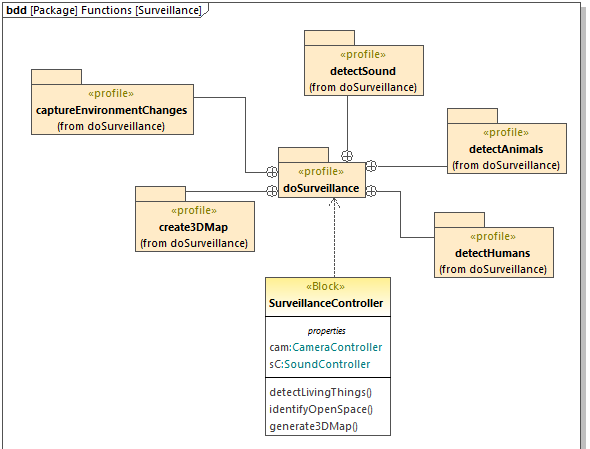 bdd [Package] Functions [Surveillance]
«profile»
detectSound
(from doSurveillance)
«profile»
captureEnvironmentChanges
(from doSurveillance)
«profile»
detectAnimals
(from doSurveillance)
«profile»
doSurveillance
«profile»
create3DMap
(from doSurveillance)
«profile»
detectHumans
(from doSurveillance)
«Block»
SurveillanceController
properties
cam:CameraController
sC:SoundController
detectLivingThings()
identifyOpenSpace()
generate3DMap()